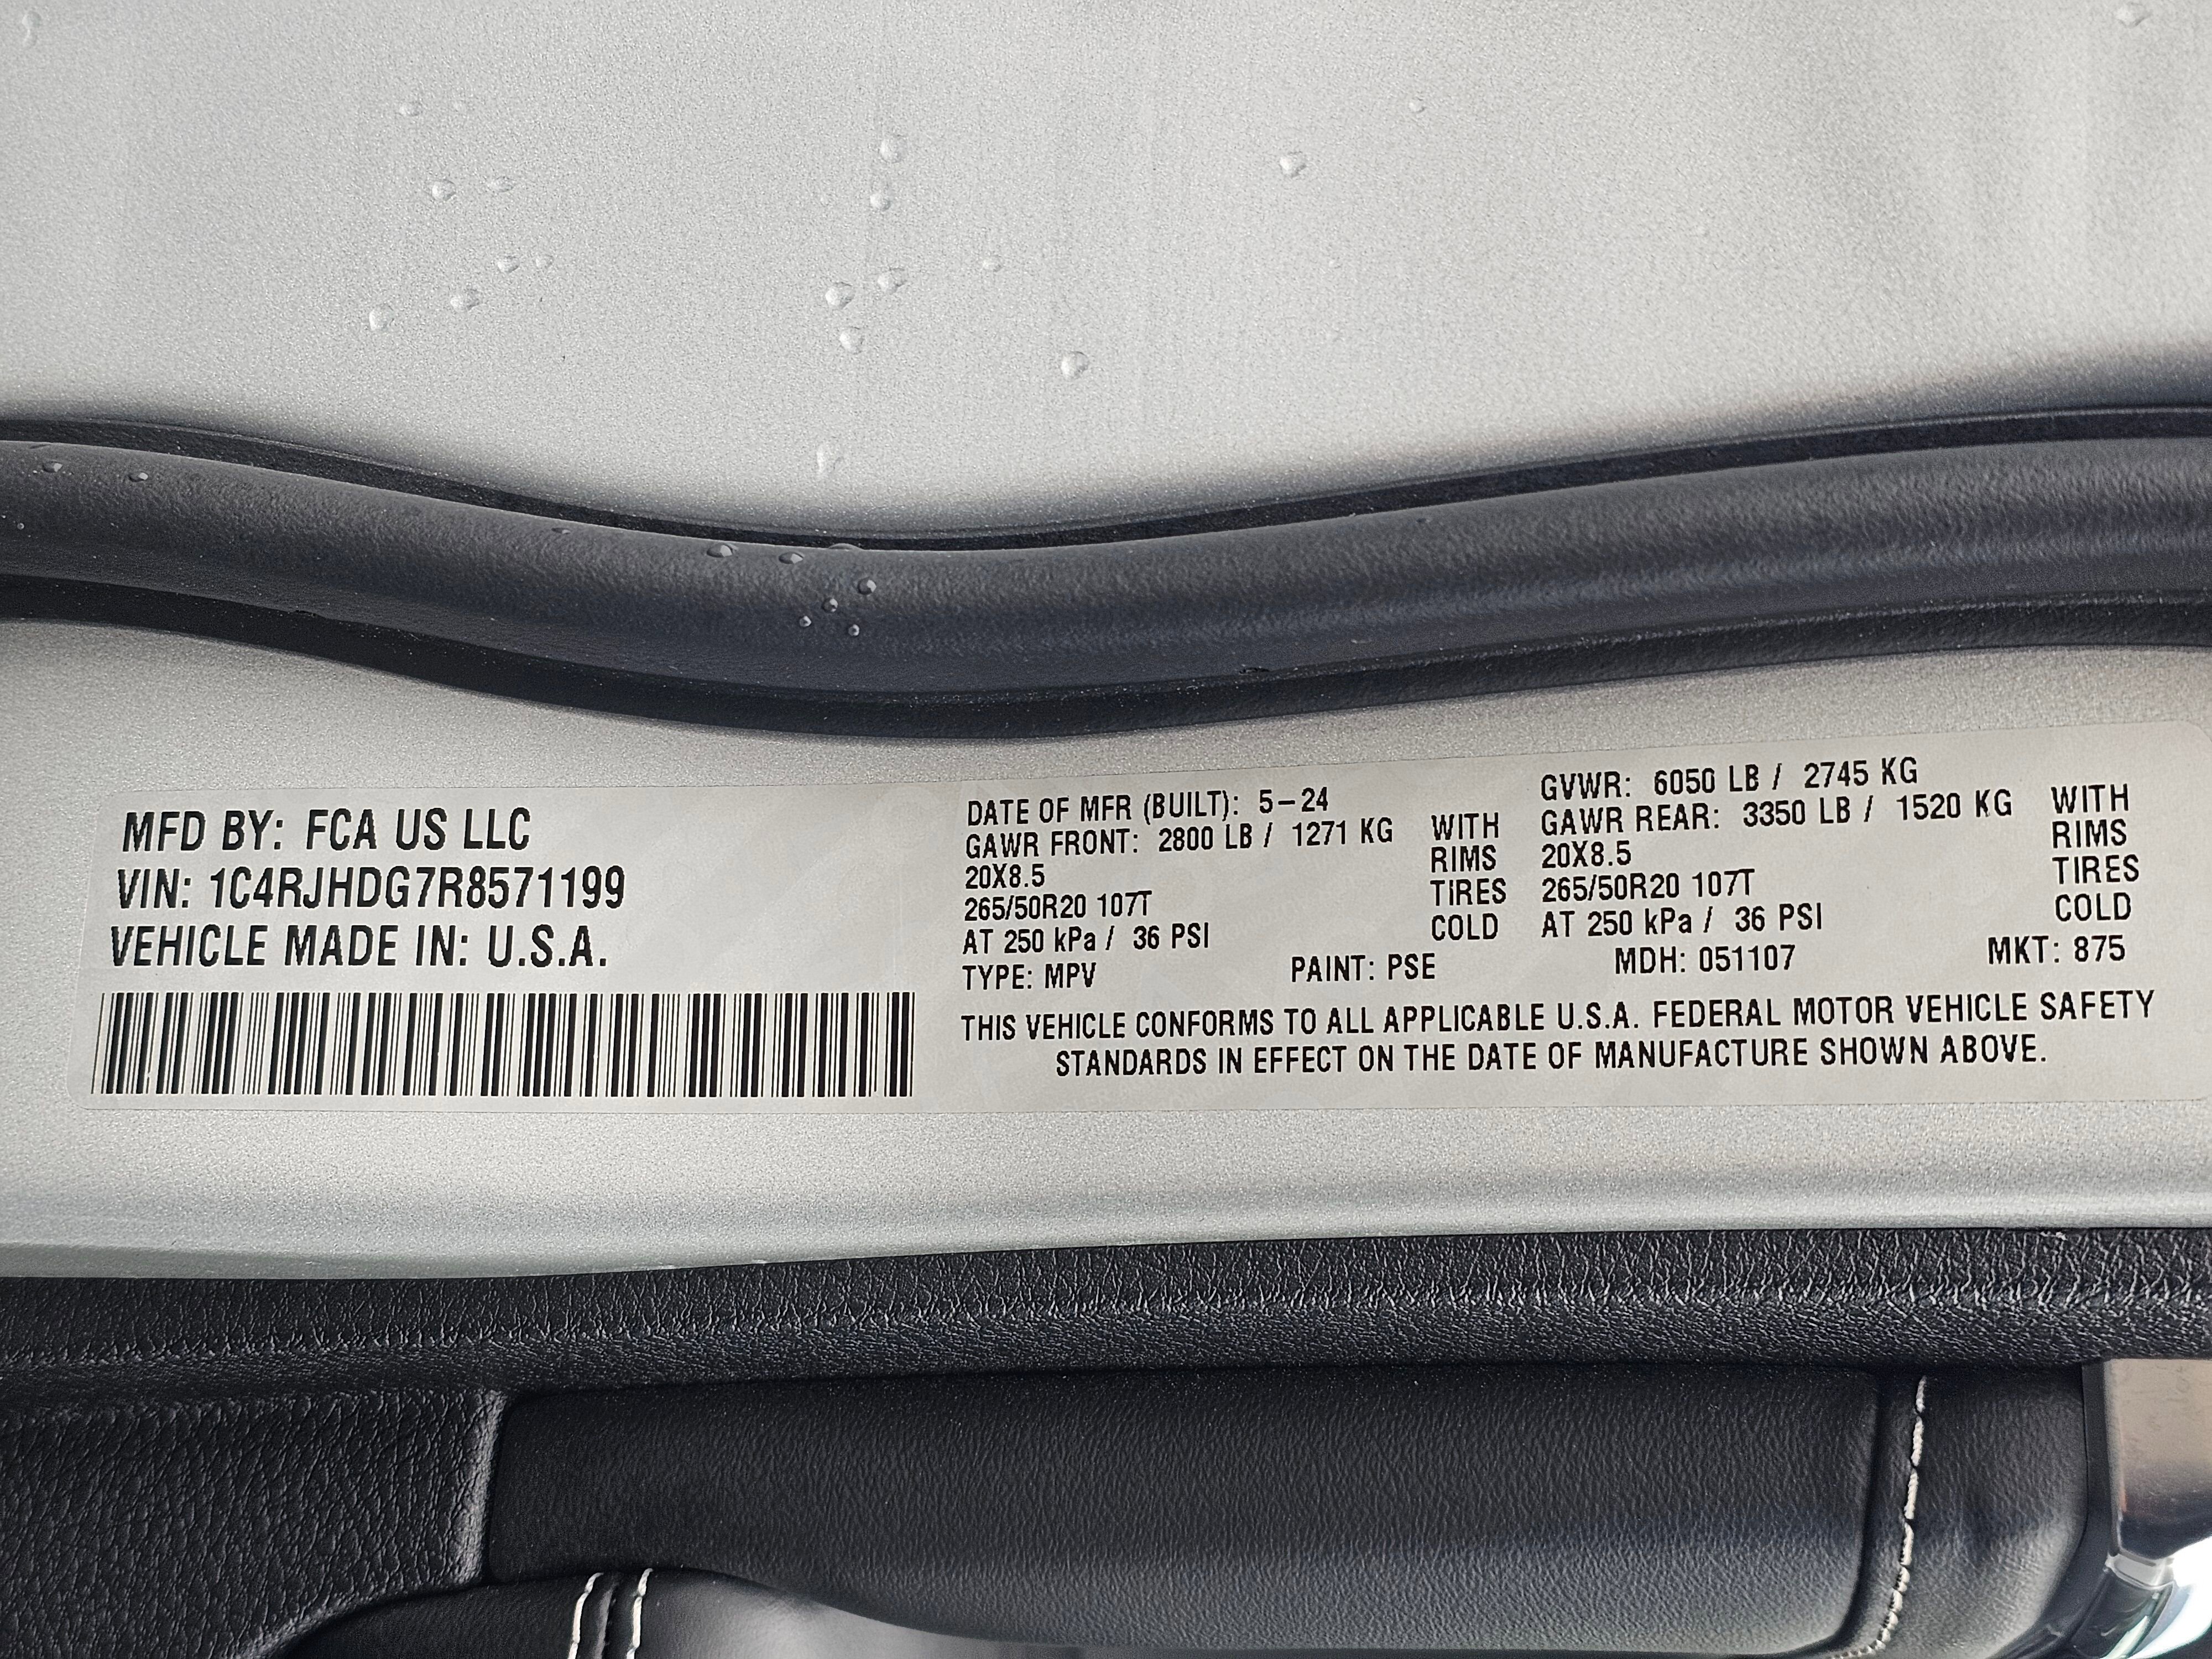 MFD BY: FCA US LLC
VIN: 1C4RJHDG7R8571199
VEHICLE MADE IN: U.S.A.
DATE OF MFR (BUILT): 5-24
GAWR FRONT: 2800 LB / 1271 KG WITH
20X8.5 RIMS
265/50R20 107T TIRES
AT 250 kPa / 36 PSI COLD
GVWR: 6050 LB / 2745 KG
GAWR REAR: 3350 LB / 1520 KG WITH
20X8.5 RIMS
265/50R20 107T TIRES
AT 250 kPa / 36 PSI COLD
TYPE: MPV PAINT: PSE MDH: 051107 MKT: 875
THIS VEHICLE CONFORMS TO ALL APPLICABLE U.S.A. FEDERAL MOTOR VEHICLE SAFETY
STANDARDS IN EFFECT ON THE DATE OF MANUFACTURE SHOWN ABOVE.